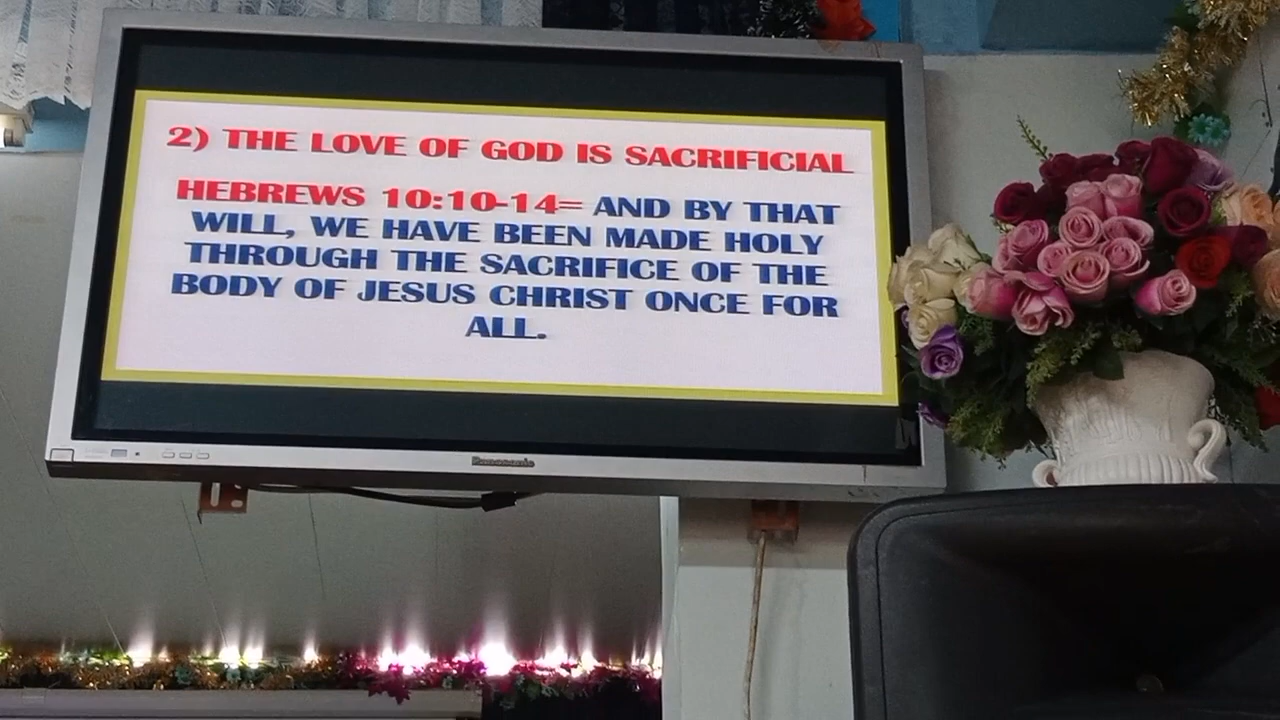 2) THE LOVE OF GOD IS SACRIFICIAL
HEBREWS 10:10-14= AND BY THAT
WILL, WE HAVE BEEN MADE HOLY
THROUGH THE SACRIFICE OF THE
BODY OF JESUS CHRIST ONCE FOR
ALL.
Panasonic